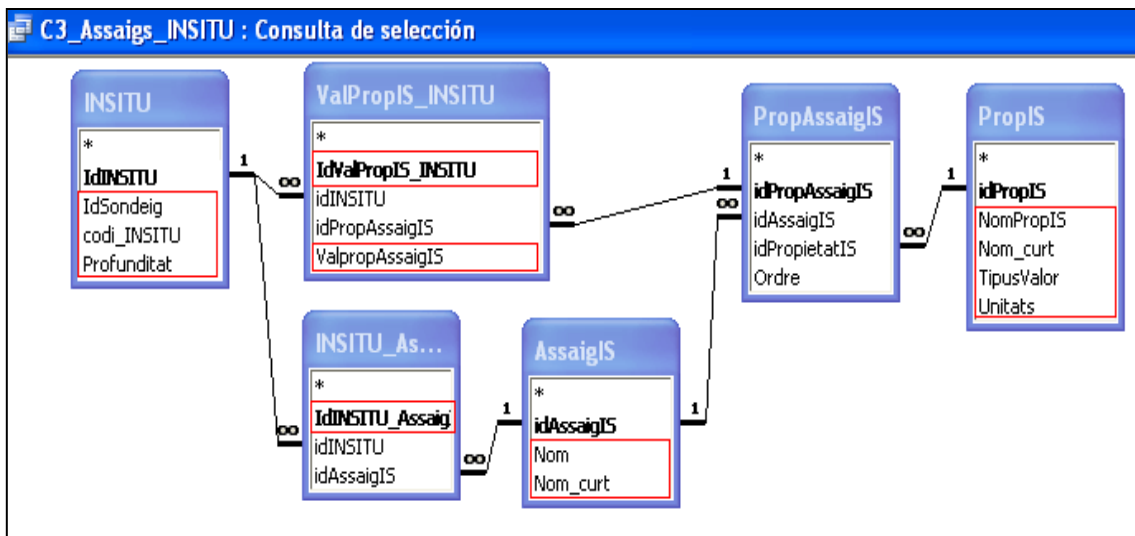 C3_Assaigs_INSITU : Consulta de selección
INSITU
*
IdINSITU
IdSondeig
codi_INSITU
Profunditat
1
∞
∞
ValPropIS_INSITU
*
IdValPropIS_INSITU
idINSITU
idPropAssaigIS
ValpropAssaigIS
∞
1
∞
PropAssaigIS
*
idPropAssaigIS
idAssaigIS
idPropietatIS
Ordre
∞
1
PropIS
*
idPropIS
NomPropIS
Nom_curt
TipusValor
Unitats
INSITU_As...
*
IdINSITU_Assaig
idINSITU
idAssaigIS
∞
1
AssaigIS
*
idAssaigIS
Nom
Nom_curt
1